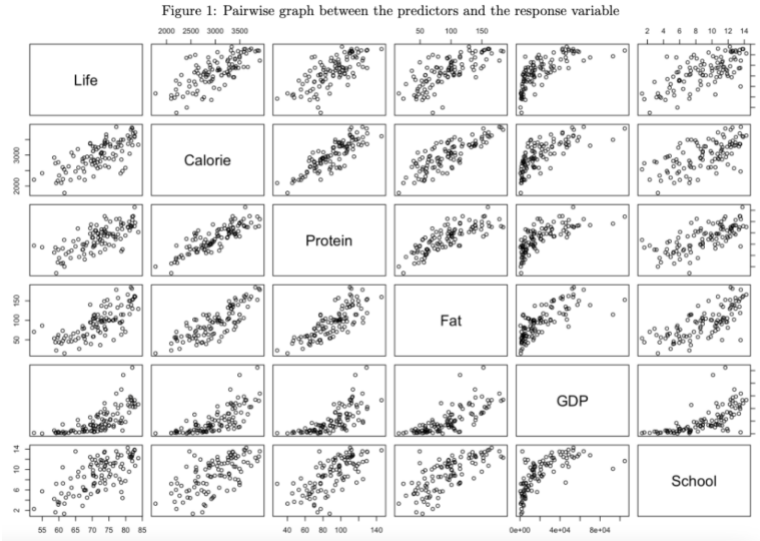 Figure 1: Pairwise graph between the predictors and the response variable
2000 2500 3000 3500
50 100 150
2 4 6 8 10 12 14
Life
2000 3000
Calorie
Protein
50 100 150
Fat
GDP
2 6 10 14
School
55 60 65 70 75 80 85
40 60 80 100 140
0e+00 4e+04 8e+04